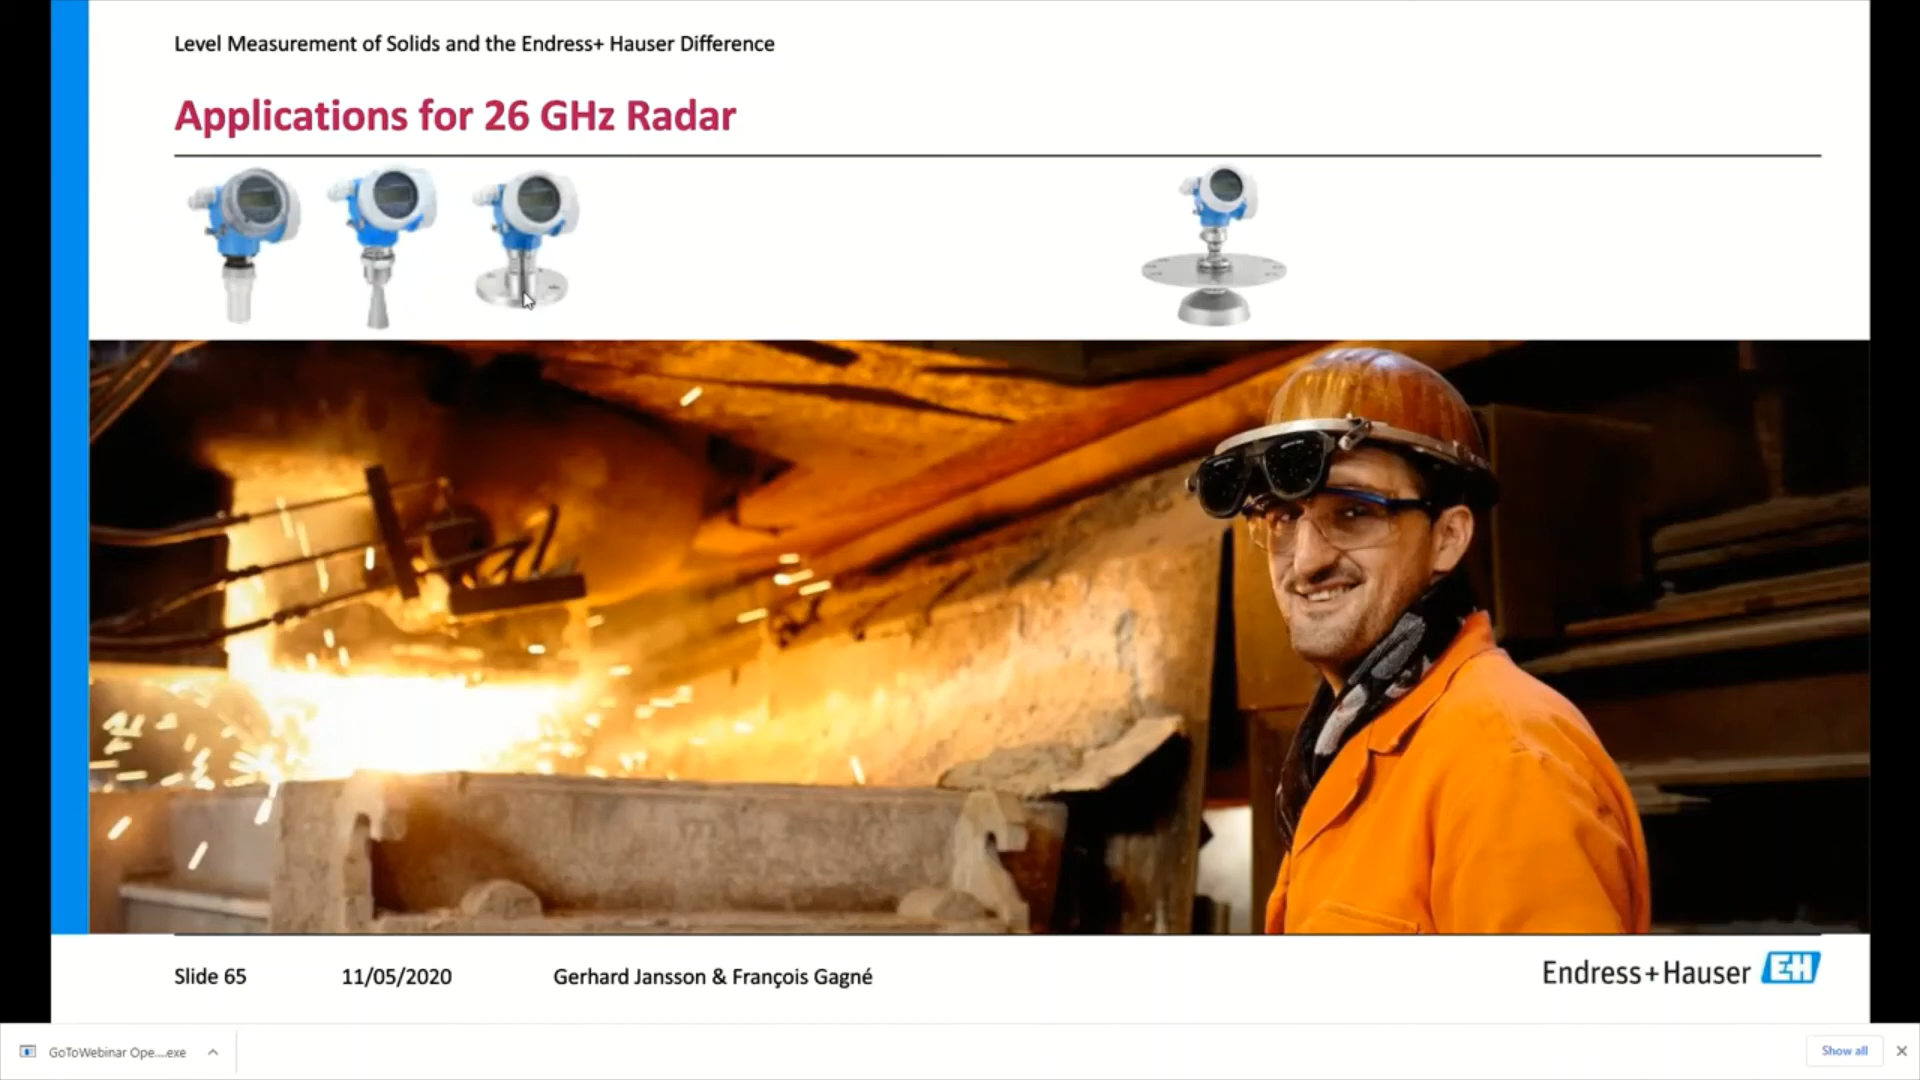 Level Measurement of Solids and the Endress+ Hauser Difference
Applications for 26 GHz Radar
Slide 65
11/05/2020
Gerhard Jansson & François Gagné
Endress+Hauser EH
GoToWebinar Ope....exe
Show all